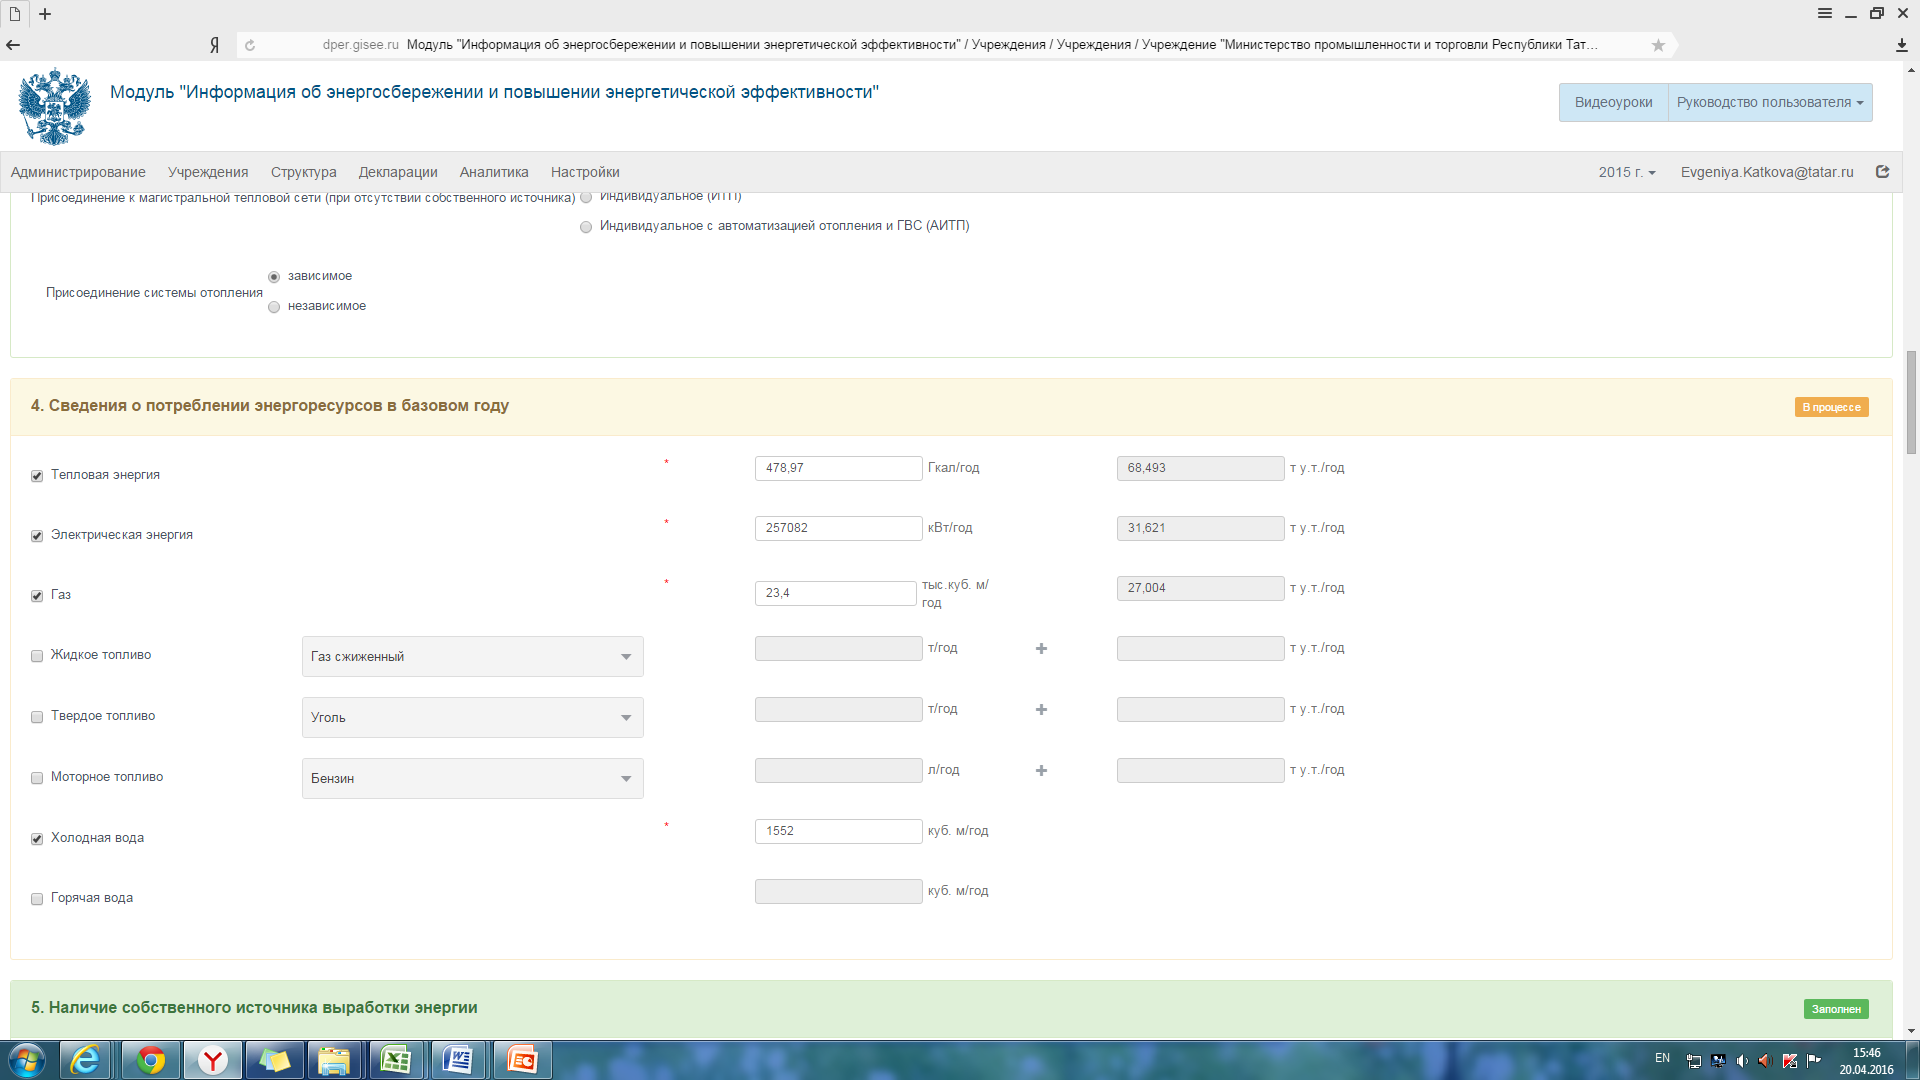 dper.gisee.ru Модуль "Информация об энергосбережении и повышении энергетической эффективности" / Учреждения / Учреждения / Учреждение "Министерство промышленности и торговли Республики Тат...
Модуль "Информация об энергосбережении и повышении энергетической эффективности"
Видеоуроки Руководство пользователя
Администрирование Учреждения Структура Декларации Аналитика Настройки 2015 г. Evgeniya.Katkova@tatar.ru
Присоединение к магистральной тепловой сети (при отсутствии собственного источника) Индивидуальное (ИТП)
Индивидуальное с автоматизацией отопления и ГВС (АИТП)
зависимое
Присоединение системы отопления
независимое
4. Сведения о потреблении энергоресурсов в базовом году В процессе
Тепловая энергия * 478,97 Гкал/год 68,493 т у.т./год
Электрическая энергия * 257082 кВт/год 31,621 т у.т./год
Газ * 23,4 тыс.куб. м/ 27,004 т у.т./год
год
Жидкое топливо Газ сжиженный т/год + т у.т./год
Твердое топливо Уголь т/год + т у.т./год
Моторное топливо Бензин л/год + т у.т./год
Холодная вода * 1552 куб. м/год
Горячая вода куб. м/год
5. Наличие собственного источника выработки энергии Заполнен
EN 15:46
20.04.2016